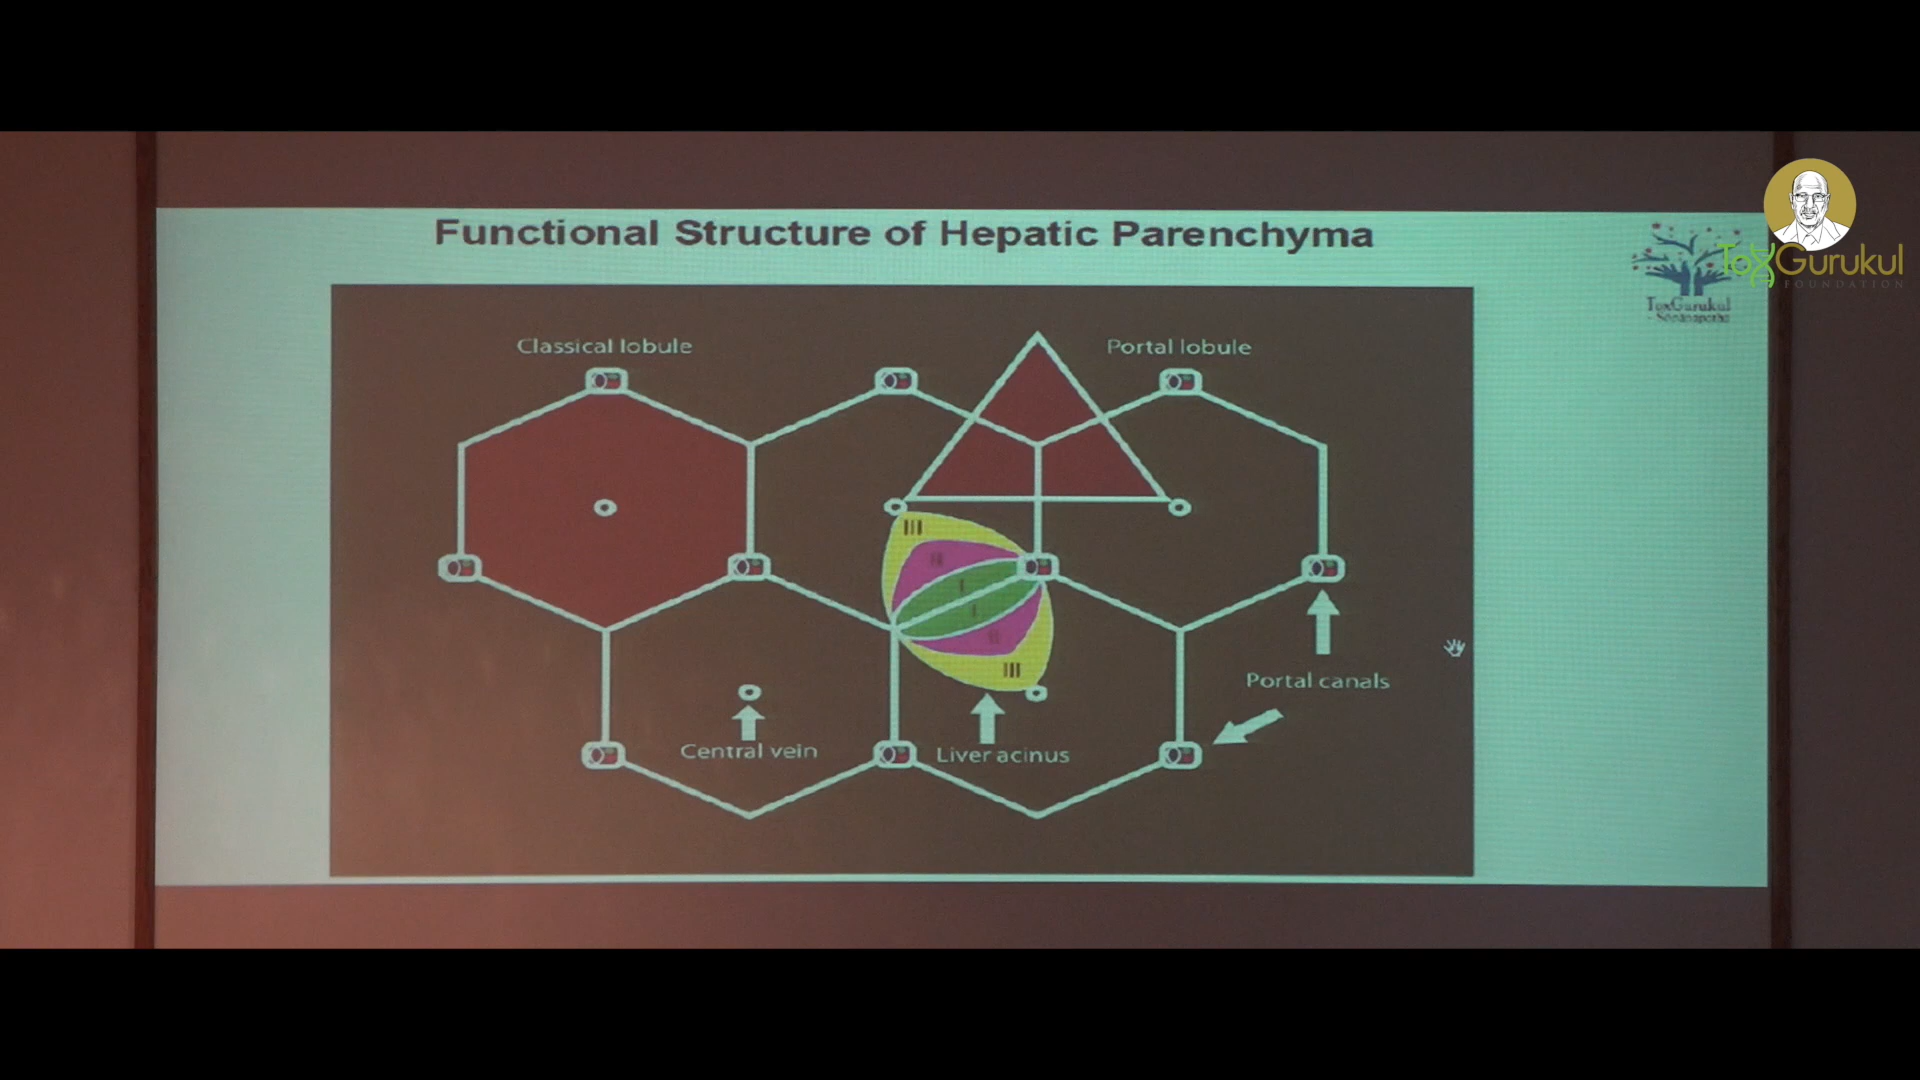 Functional Structure of Hepatic Parenchyma
ToxGurukul
FOUNDATION
ToxGurukul
Classical lobule
Portal lobule
III
II
I
I
II
III
Portal canals
Central vein
Liver acinus